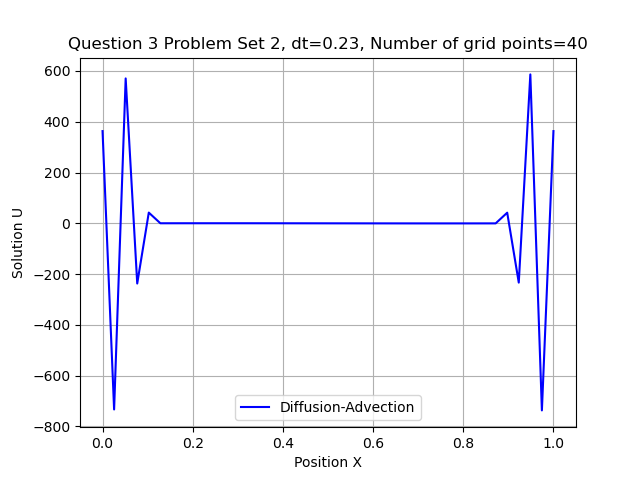 Question 3 Problem Set 2, dt=0.23, Number of grid points=40
Solution U
600
400
200
0
−200
−400
−600
−800
Diffusion-Advection
0.0 0.2 0.4 0.6 0.8 1.0
Position X